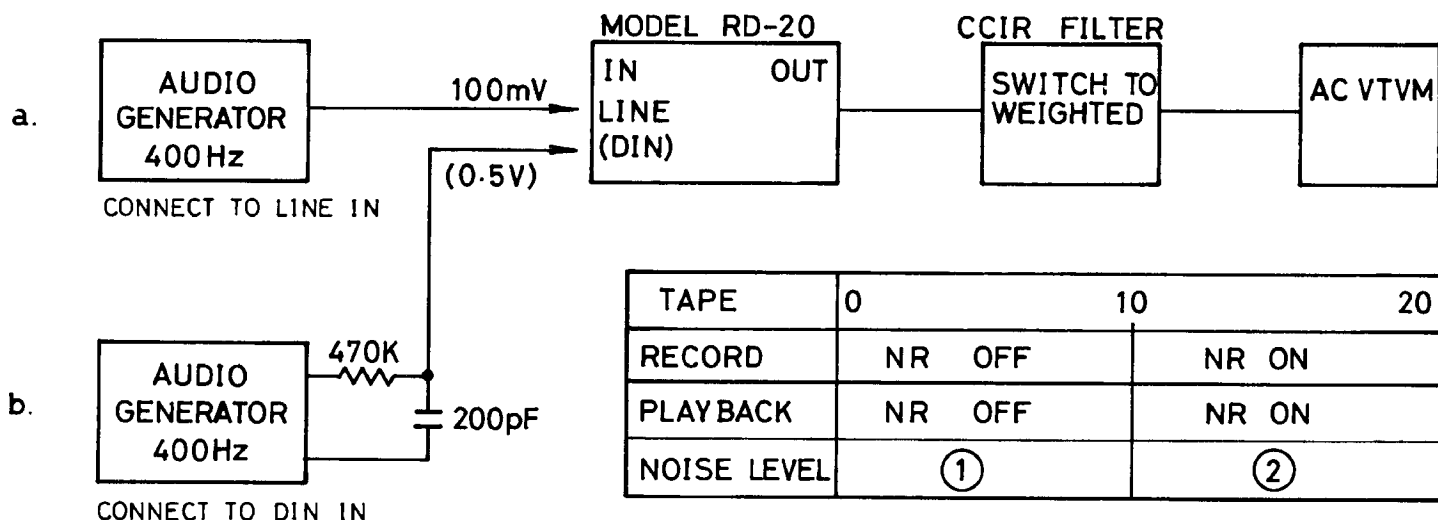 MODEL RD-20
CCIR FILTER
a.
AUDIO
GENERATOR
400Hz
100mV
IN OUT
LINE
(DIN)
(0.5V)
SWITCH TO
WEIGHTED
AC VTVM
CONNECT TO LINE IN
b.
AUDIO
GENERATOR
400Hz
470K
200pF
CONNECT TO DIN IN
TAPE 0 10 20
RECORD NR OFF NR ON
PLAYBACK NR OFF NR ON
NOISE LEVEL 1 2